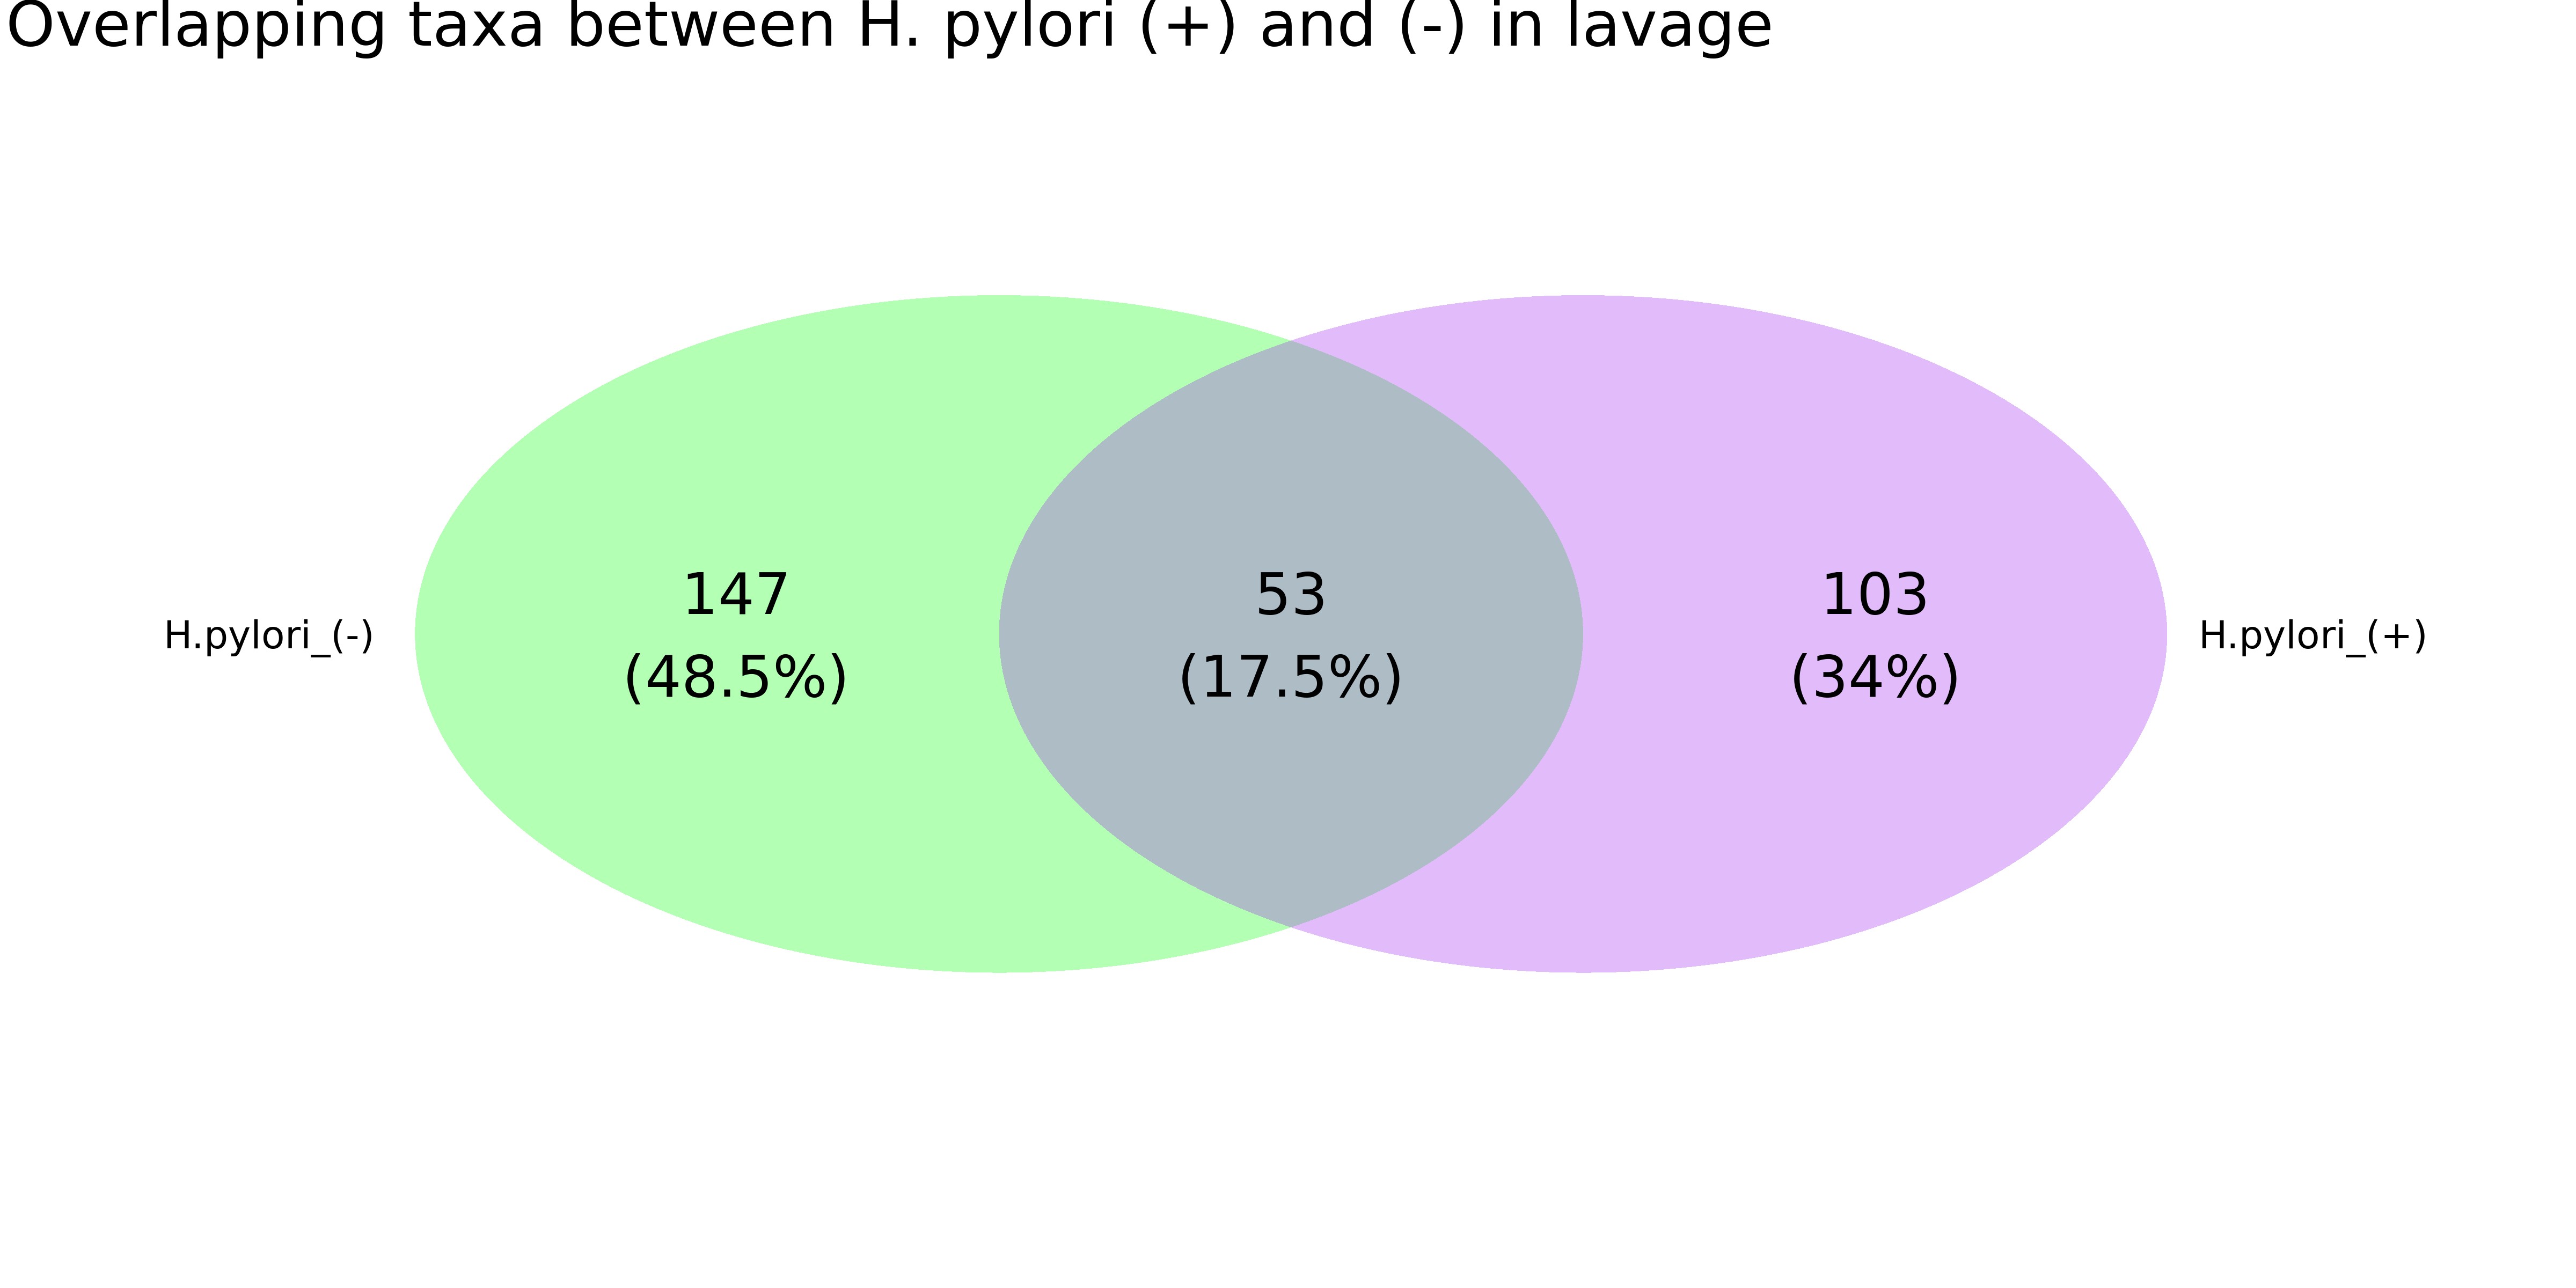 Overlapping taxa between H. pylori (+) and (-) in lavage
147
(48.5%)
53
(17.5%)
103
(34%)
H.pylori_(-)
H.pylori_(+)